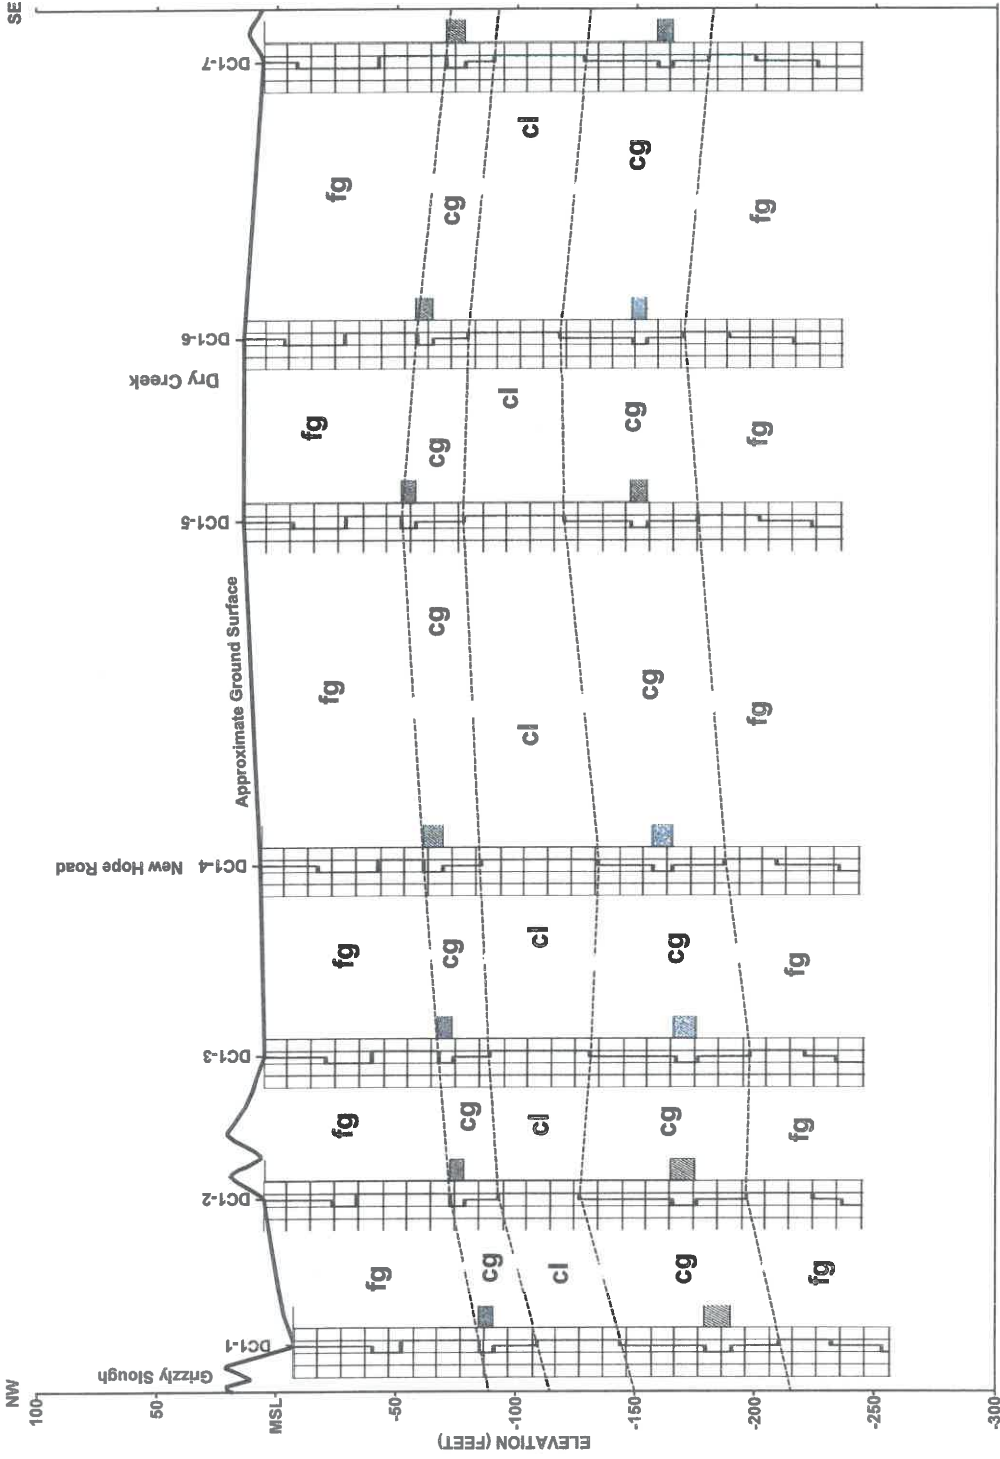 NW
SE
Grizzly Slough
New Hope Road
Dry Creek
Approximate Ground Surface
DC1-1
DC1-2
DC1-3
DC1-4
DC1-5
DC1-6
DC1-7
ELEVATION (FEET)
100
50
MSL
-50
-100
-150
-200
-250
-300
fg
fg
fg
fg
fg
fg
cg
cg
cg
cg
cg
cg
cl
cl
cl
cl
cl
cl
cg
cg
cg
cg
cg
cg
fg
fg
fg
fg
fg
fg